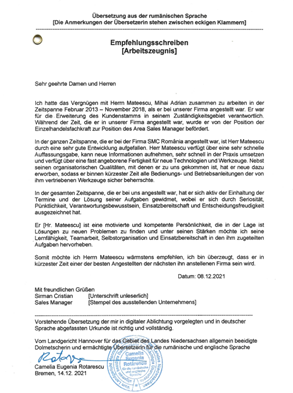 Übersetzung aus der rumänischen Sprache
[Die Anmerkungen der Übersetzerin stehen zwischen eckigen Klammern]
Empfehlungsschreiben
[Arbeitszeugnis]
Sehr geehrte Damen und Herren
Ich hatte das Vergnügen mit Herrn Mateescu, Mihai Adrian zusammen zu arbeiten in der
Zeitspanne Februar 2013 – November 2018, als er bei unserer Firma angestellt war. Er war
für die Erweiterung des Kundenstamms in seinem Zuständigkeitsgebiet verantwortlich.
Während der Zeit, die er in unserer Firma angestellt war, wurde er von der Position der
Einzelhandelsfachkraft zur Position des Area Sales Manager befördert.
In der ganzen Zeitspanne, die er bei der Firma SMC România angestellt war, ist Herr Mateescu
durch eine sehr gute Entwicklung aufgefallen. Herr Mateescu verfügt über eine sehr schnelle
Auffassungsgabe, kann neue Informationen aufnehmen, sehr schnell in der Praxis umsetzen
und verfügt über eine fast angeborene Fertigkeit für neue Technologien und Werkzeuge. Nebst
seinen organisatorischen Qualitäten, mit denen er zu uns gekommen ist, hat er neue dazu
erworben, sodass er binnen kürzester Zeit alle Bedienungs- und Betriebsanleitungen der von
ihm vertriebenen Werkzeuge sicher beherrschte.
In der gesamten Zeitspanne, die er bei uns angestellt war, hat er sich aktiv der Einhaltung der
Termine und der Lösung seiner Aufgaben gewidmet, wobei er sich durch Seriosität,
Pünktlichkeit, Verantwortungsbewusstsein, Einsatzbereitschaft und Entscheidungsfreudigkeit
ausgezeichnet hat.
Er [Hr. Mateescu] ist eine motivierte und kompetente Persönlichkeit, die in der Lage ist
Lösungen zu neuen Problemen zu finden und unter seinen Stärken möchte ich seine
Lernfähigkeit, Teamarbeit, Selbstorganisation und Einsatzbereitschaft in den ihm zugeteilten
Aufgaben hervorheben.
Somit möchte ich Herrn Mateescu wärmstens empfehlen, ich bin überzeugt, dass er in
kürzester Zeit einer der besten Angestellten der nächsten ihn anstellenden Firma sein wird.
Datum: 08.12.2021
Mit freundlichen Grüßen
Sirman Cristian [Unterschrift unleserlich]
Sales Manager [Stempel des ausstellenden Unternehmens]
Vorstehende Übersetzung der mir in digitaler Ablichtung vorgelegten und in deutscher
Sprache abgefassten Urkunde ist richtig und vollständig.
Vom Landgericht Hannover für das Gebiet des Landes Niedersachsen allgemein beeidigte
Dolmetscherin und ermächtigte Übersetzerin für die rumänische und englische Sprache
Camelia Eugenia Rotarescu
Bremen, 14.12. 2021